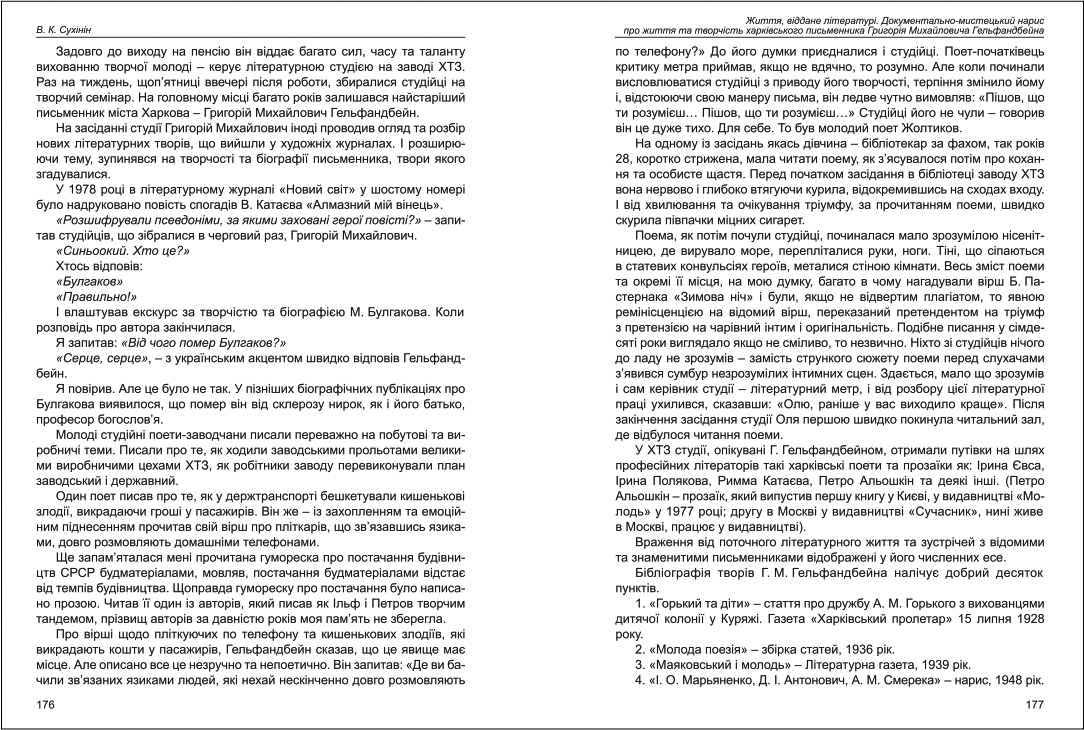 В. К. Сухінін
Задовго до виходу на пенсію він віддає багато сил, часу та таланту
вихованню творчої молоді – керує літературною студією на заводі ХТЗ.
Раз на тиждень, щоп’ятниці ввечері після роботи, збиралися студійці на
творчий семінар. На головному місці багато років залишався найстаріший
письменник міста Харкова – Григорій Михайлович Гельфандбейн.
На засіданні студії Григорій Михайлович іноді проводив огляд та розбір
нових літературних творів, що вийшли у художніх журналах. І розширю-
ючи тему, зупинявся на творчості та біографії письменника, твори якого
згадувалися.
У 1978 році в літературному журналі «Новий світ» у шостому номері
було надруковано повість спогадів В. Катаєва «Алмазний мій вінець».
«Розшифрували псевдоніми, за якими заховані герої повісті?» – запи-
тав студійців, що зібралися в черговий раз, Григорій Михайлович.
«Синьоокий. Хто це?»
Хтось відповів:
«Булгаков»
«Правильно!»
І влаштував екскурс за творчістю та біографією М. Булгакова. Коли
розповідь про автора закінчилася.
Я запитав: «Від чого помер Булгаков?»
«Серце, серце», – з українським акцентом швидко відповів Гельфанд-
бейн.
Я повірив. Але це було не так. У пізніших біографічних публікаціях про
Булгакова виявилося, що помер він від склерозу нирок, як і його батько,
професор богослов’я.
Молоді студійні поети-заводчани писали переважно на побутові та ви-
робничі теми. Писали про те, як ходили заводськими прольотами велики-
ми виробничими цехами ХТЗ, як робітники заводу перевиконували план
заводський і державний.
Один поет писав про те, як у держтранспорті бешкетували кишенькові
злодії, викрадаючи гроші у пасажирів. Він же – із захопленням та емоцій-
ним піднесенням прочитав свій вірш про пліткарів, що зв’язавшись язика-
ми, довго розмовляють домашніми телефонами.
Ще запам’яталася мені прочитана гумореска про постачання будівни-
цтв СРСР будматеріалами, мовляв, постачання будматеріалами відстає
від темпів будівництва. Щоправда гумореску про постачання було написа-
но прозою. Читав її один із авторів, який писав як Ільф і Петров творчим
тандемом, прізвищ авторів за давністю років моя пам’ять не зберегла.
Про вірші щодо пліткуючих по телефону та кишенькових злодіїв, які
викрадають кошти у пасажирів, Гельфандбейн сказав, що це явище має
місце. Але описано все це незручно та непоетично. Він запитав: «Де ви ба-
чили зв’язаних язиками людей, які нехай нескінченно довго розмовляють
176
Життя, віддане літературі. Документально-мистецький нарис
про життя та творчість харківського письменника Григорія Михайловича Гельфандбейна
по телефону?» До його думки приєдналися і студійці. Поет-початківець
критику метра приймав, якщо не вдячно, то розумно. Але коли починали
висловлюватися студійці з приводу його творчості, терпіння змінило йому
і, відстоюючи свою манеру письма, він ледве чутно вимовляв: «Пішов, що
ти розумієш… Пішов, що ти розумієш…» Студійці його не чули – говорив
він це дуже тихо. Для себе. То був молодий поет Жолтиков.
На одному із засідань якась дівчина – бібліотекар за фахом, так років
28, коротко стрижена, мала читати поему, як з’ясувалося потім про кохан-
ня та особисте щастя. Перед початком засідання в бібліотеці заводу ХТЗ
вона нервово і глибоко втягуючи курила, відокремившись на сходах входу.
І від хвилювання та очікування тріумфу, за прочитанням поеми, швидко
скурила півпачки міцних сигарет.
Поема, як потім почули студійці, починалася мало зрозумілою нісеніт-
ницею, де вирувало море, перепліталися руки, ноги. Тіні, що сіпаються
в статевих конвульсіях героїв, металися стіною кімнати. Весь зміст поеми
та окремі її місця, на мою думку, багато в чому нагадували вірш Б. Па-
стернака «Зимова ніч» і були, якщо не відвертим плагіатом, то явною
ремінісценцією на відомий вірш, переказаний претендентом на тріумф
з претензією на чарівний інтим і оригінальність. Подібне писання у сімде-
сяті роки виглядало якщо не сміливо, то незвично. Ніхто зі студійців нічого
до ладу не зрозумів – замість стрункого сюжету поеми перед слухачами
з’явився сумбур незрозумілих інтимних сцен. Здається, мало що зрозумів
і сам керівник студії – літературний метр, і від розбору цієї літературної
праці ухилився, сказавши: «Олю, раніше у вас виходило краще». Після
закінчення засідання студії Оля першою швидко покинула читальний зал,
де відбулося читання поеми.
У ХТЗ студії, опікувані Г. Гельфандбейном, отримали путівки на шлях
професійних літераторів такі харківські поети та прозаїки як: Ірина Євса,
Ірина Полякова, Римма Катаєва, Петро Альошкін та деякі інші. (Петро
Альошкін – прозаїк, який випустив першу книгу у Києві, у видавництві «Мо-
лодь» у 1977 році; другу в Москві у видавництві «Сучасник», нині живе
в Москві, працює у видавництві).
Враження від поточного літературного життя та зустрічей з відомими
та знаменитими письменниками відображені у його численних есе.
Бібліографія творів Г. М. Гельфандбейна налічує добрий десяток
пунктів.
1. «Горький та діти» – стаття про дружбу А. М. Горького з вихованцями
дитячої колонії у Куряжі. Газета «Харківський пролетар» 15 липня 1928
року.
2. «Молода поезія» – збірка статей, 1936 рік.
3. «Маяковський і молодь» – Літературна газета, 1939 рік.
4. «І. О. Марьяненко, Д. І. Антонович, А. М. Смерека» – нарис, 1948 рік.
177